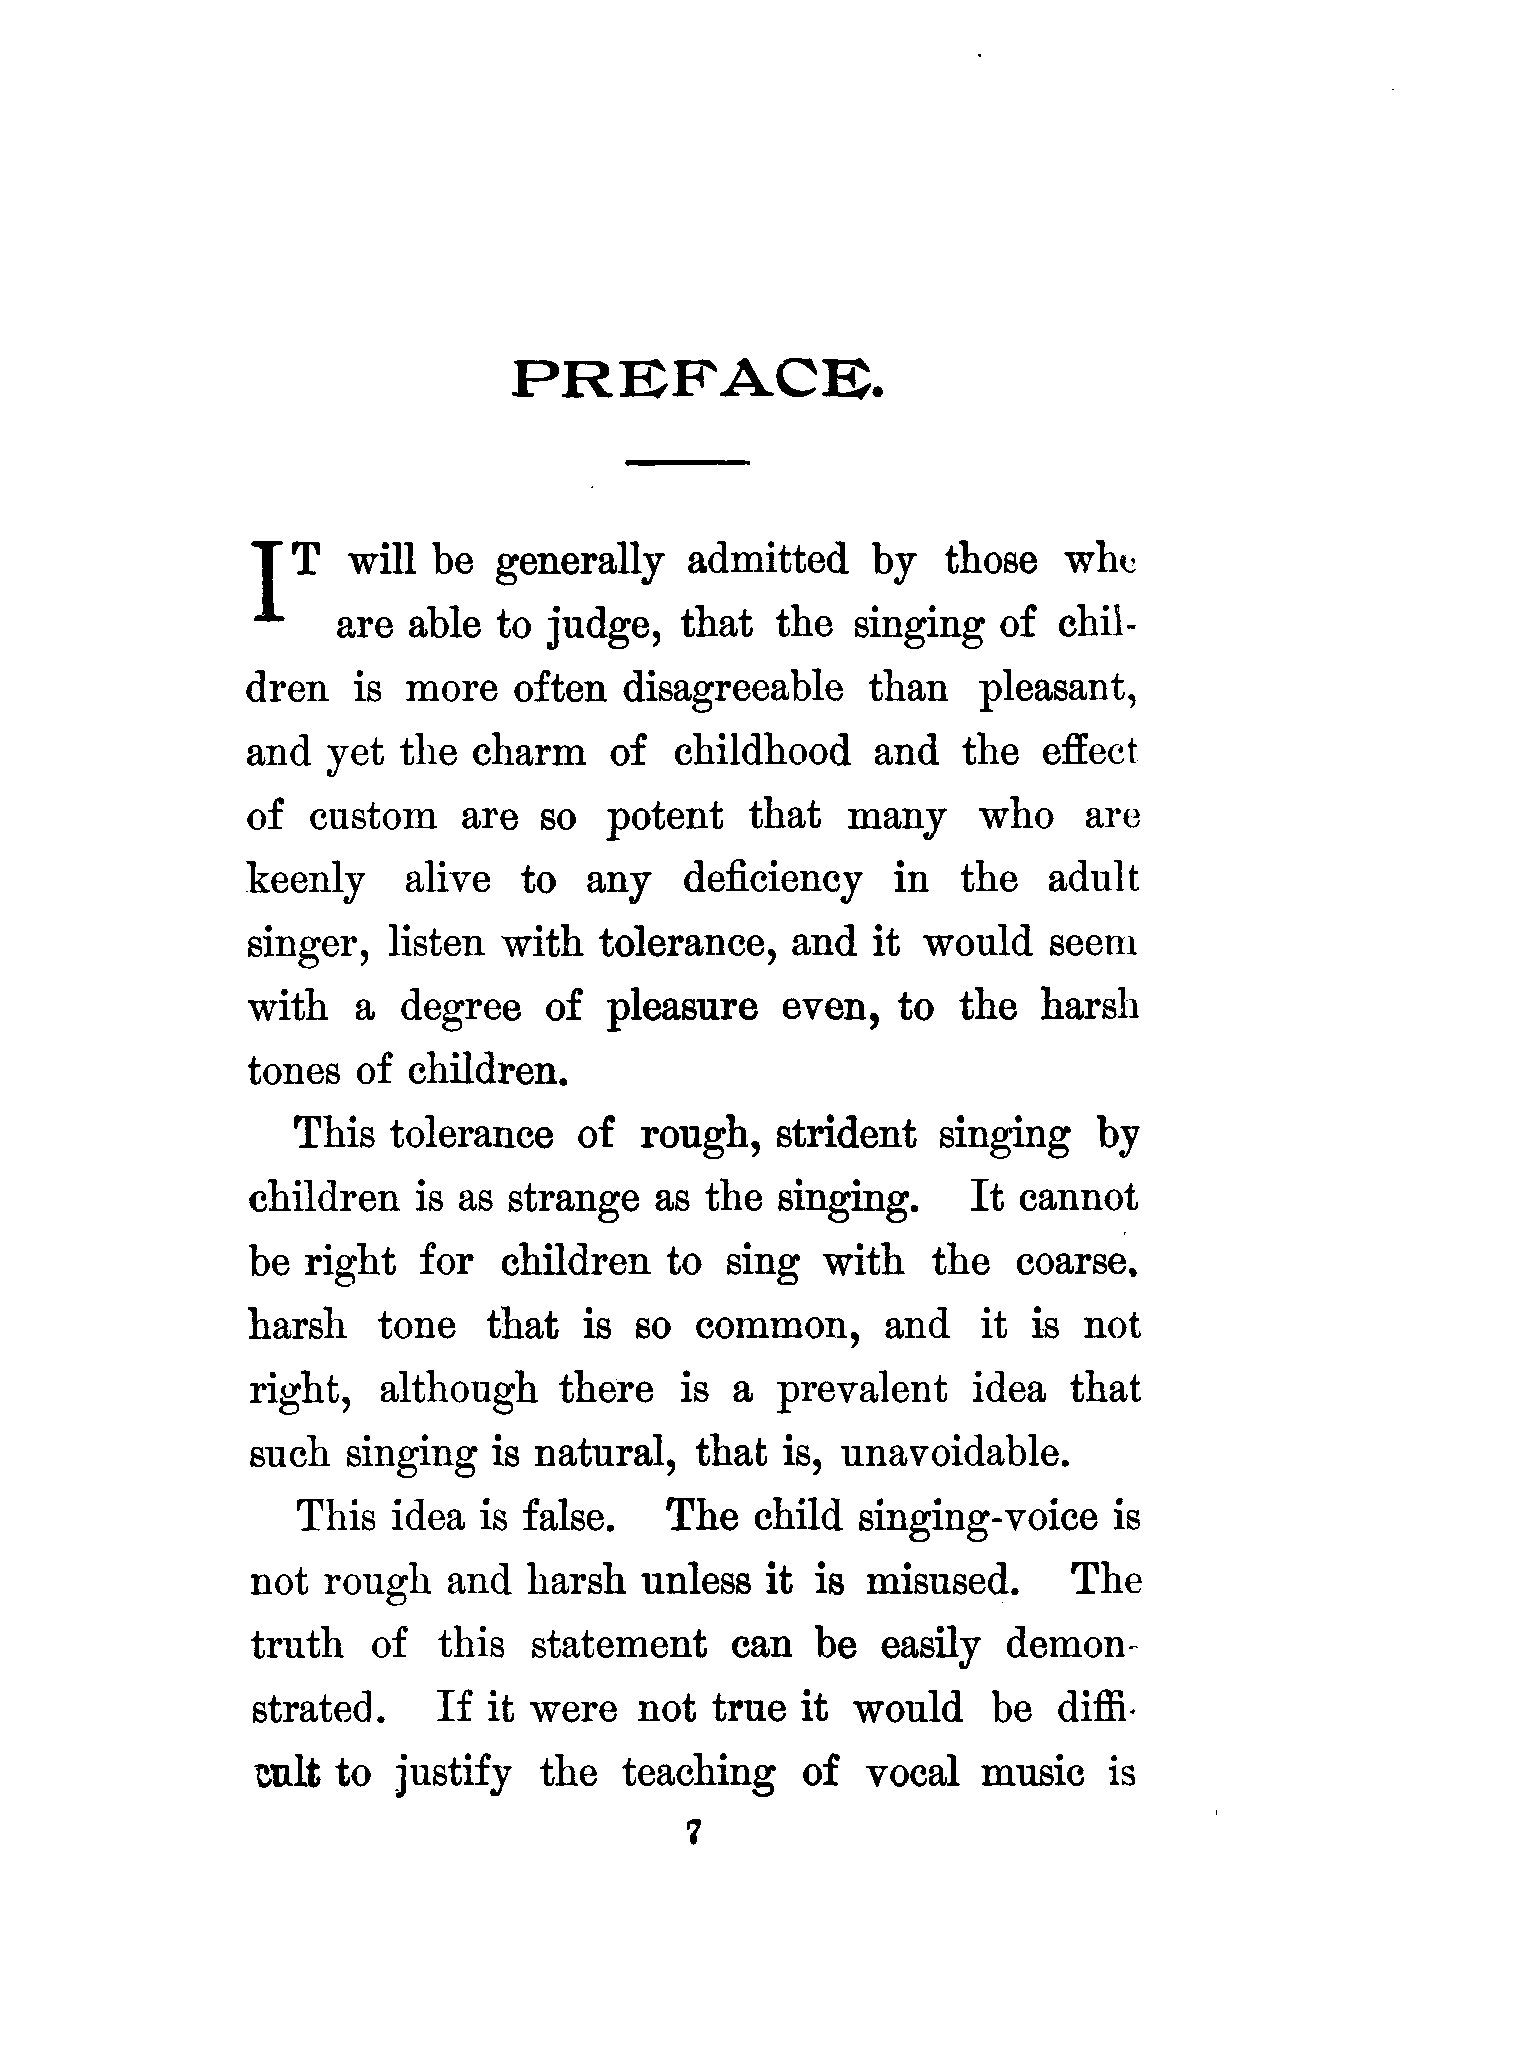 PREFACE.
IT will be generally admitted by those who
are able to judge, that the singing of chil-
dren is more often disagreeable than pleasant,
and yet the charm of childhood and the effect
of custom are so potent that many who are
keenly alive to any deficiency in the adult
singer, listen with tolerance, and it would seem
with a degree of pleasure even, to the harsh
tones of children.
This tolerance of rough, strident singing by
children is as strange as the singing. It cannot
be right for children to sing with the coarse,
harsh tone that is so common, and it is not
right, although there is a prevalent idea that
such singing is natural, that is, unavoidable.
This idea is false. The child singing-voice is
not rough and harsh unless it is misused. The
truth of this statement can be easily demon-
strated. If it were not true it would be diffi-
cult to justify the teaching of vocal music is
7